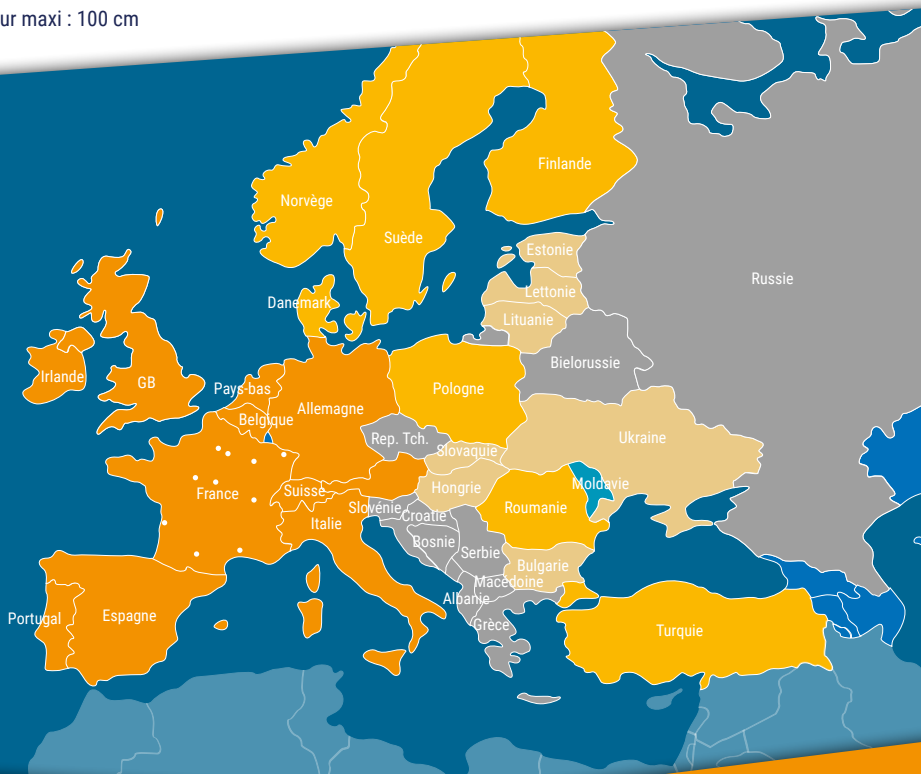 ur maxi : 100 cm
Finlande
Norvège
Suède
Estonie
Russie
Lettonie
Danemark
Lituanie
Bielorussie
Irlande
GB
Pays-bas
Pologne
Allemagne
Belgique
Rep. Tch.
Ukraine
Slovaquie
Moldavie
Suisse
Hongrie
France
Slovénie
Roumanie
Croatie
Italie
Bosnie
Serbie
Bulgarie
Macédoine
Albanie
Portugal
Espagne
Grèce
Turquie